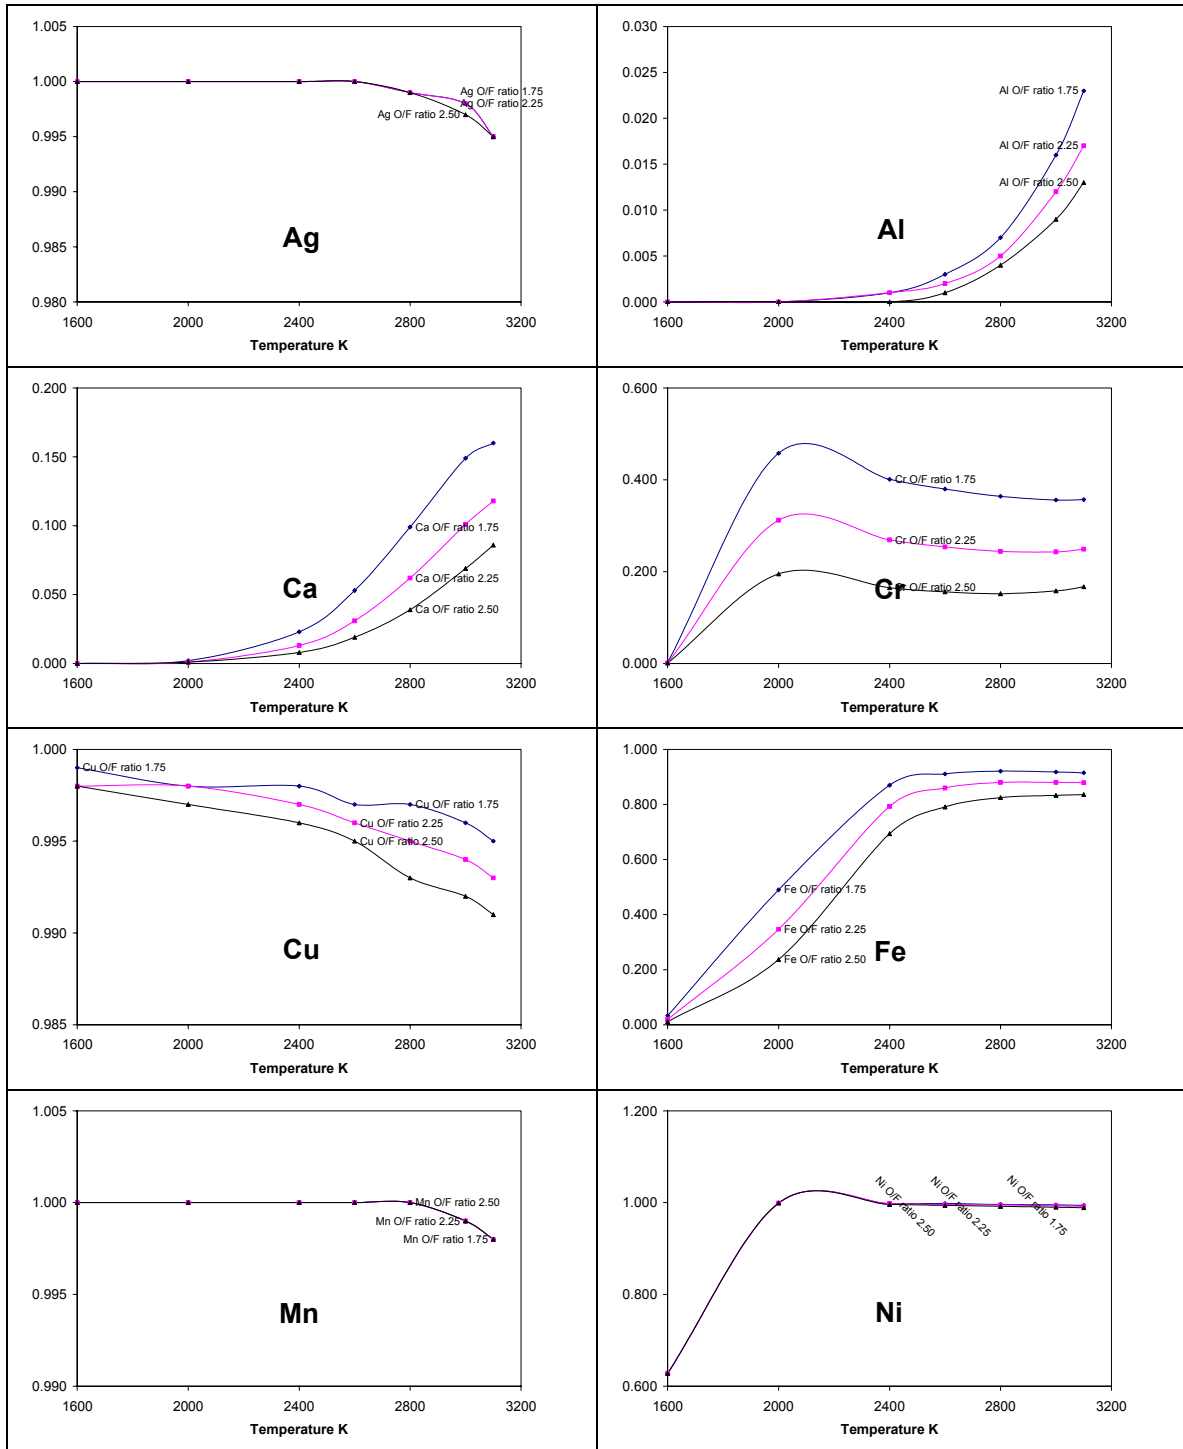 1.005
1.000
0.995
0.990
0.985
0.980
Ag O/F ratio 1.75
Ag O/F ratio 2.25
Ag O/F ratio 2.50
Ag
1600 2000 2400 2800 3200
Temperature K
0.030
0.025
0.020
0.015
0.010
0.005
0.000
Al O/F ratio 1.75
Al O/F ratio 2.25
Al O/F ratio 2.50
Al
1600 2000 2400 2800 3200
Temperature K
0.200
0.150
0.100
0.050
0.000
Ca O/F ratio 1.75
Ca O/F ratio 2.25
Ca O/F ratio 2.50
Ca
1600 2000 2400 2800 3200
Temperature K
0.600
0.400
0.200
0.000
Cr O/F ratio 1.75
Cr O/F ratio 2.25
Cr O/F ratio 2.50
Cr
1600 2000 2400 2800 3200
Temperature K
1.000
0.995
0.990
0.985
Cu O/F ratio 1.75
Cu O/F ratio 1.75
Cu O/F ratio 2.25
Cu O/F ratio 2.50
Cu
1600 2000 2400 2800 3200
Temperature K
1.000
0.800
0.600
0.400
0.200
0.000
Fe O/F ratio 1.75
Fe O/F ratio 2.25
Fe O/F ratio 2.50
Fe
1600 2000 2400 2800 3200
Temperature K
1.005
1.000
0.995
0.990
Mn O/F ratio 2.50
Mn O/F ratio 2.25
Mn O/F ratio 1.75
Mn
1600 2000 2400 2800 3200
Temperature K
1.200
1.000
0.800
0.600
Ni O/F ratio 2.50
Ni O/F ratio 2.25
Ni O/F ratio 1.75
Ni
1600 2000 2400 2800 3200
Temperature K